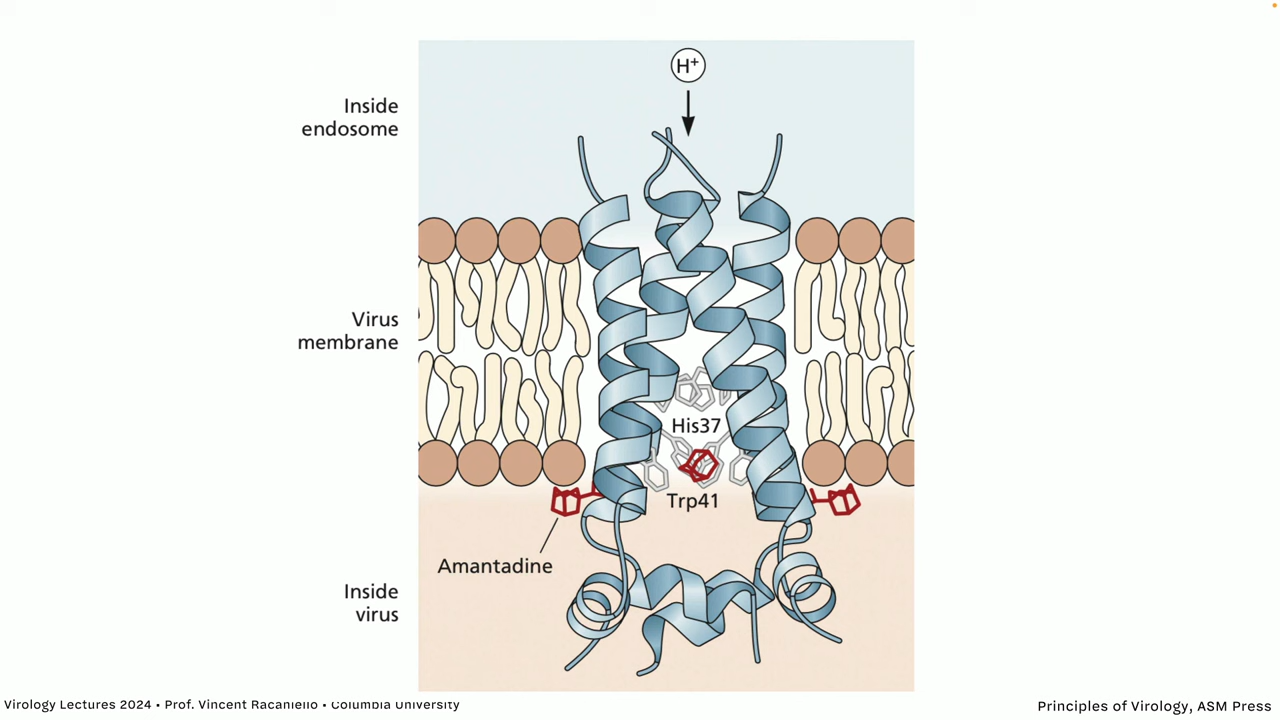 H+
Inside
endosome
Virus
membrane
His37
Trp41
Amantadine
Inside
virus
Virology Lectures 2024 • Prof. Vincent Racaniello • Columbia University
Principles of Virology, ASM Press